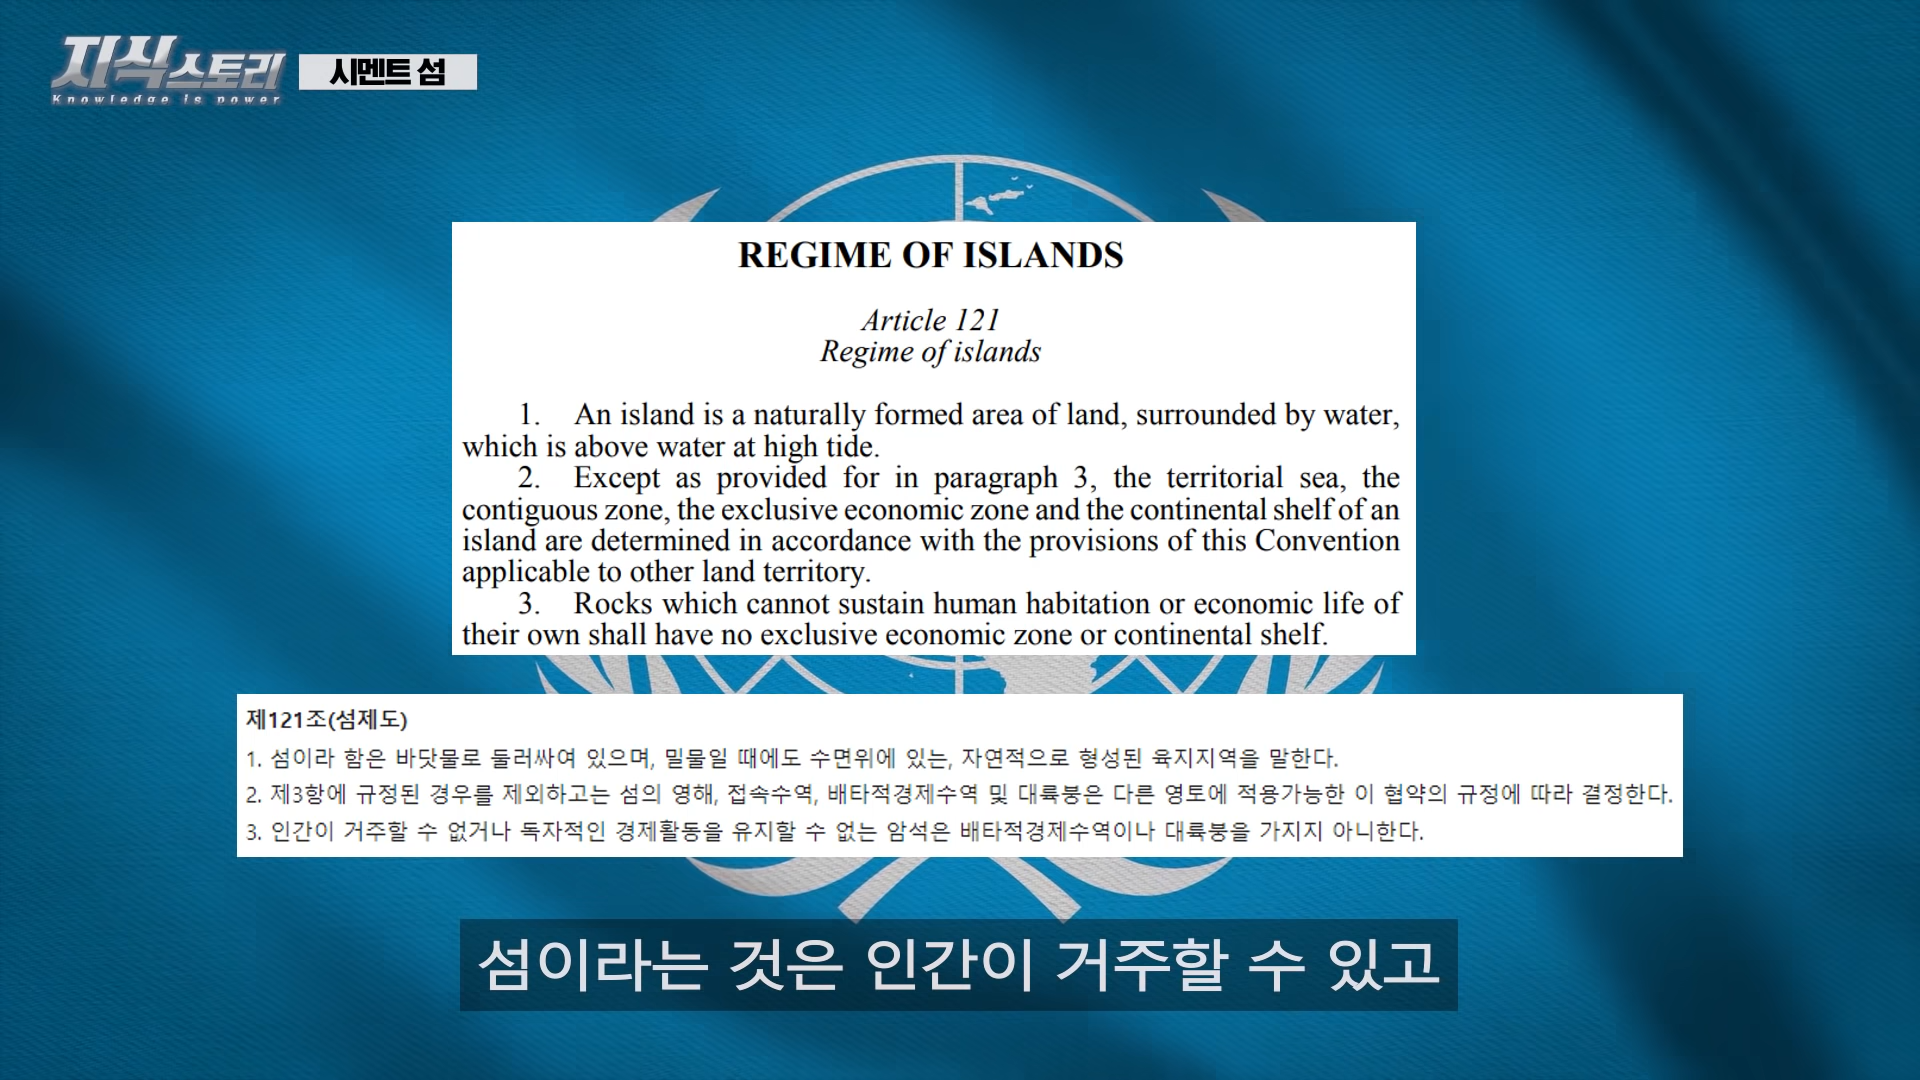 지식스토리
Knowledge is power
시멘트 섬
REGIME OF ISLANDS
Article 121
Regime of islands
1. An island is a naturally formed area of land, surrounded by water,
which is above water at high tide.
2. Except as provided for in paragraph 3, the territorial sea, the
contiguous zone, the exclusive economic zone and the continental shelf of an
island are determined in accordance with the provisions of this Convention
applicable to other land territory.
3. Rocks which cannot sustain human habitation or economic life of
their own shall have no exclusive economic zone or continental shelf.
제121조(섬제도)
1. 섬이라 함은 바닷물로 둘러싸여 있으며, 밀물일 때에도 수면위에 있는, 자연적으로 형성된 육지지역을 말한다.
2. 제3항에 규정된 경우를 제외하고는 섬의 영해, 접속수역, 배타적경제수역 및 대륙붕은 다른 영토에 적용가능한 이 협약의 규정에 따라 결정한다.
3. 인간이 거주할 수 없거나 독자적인 경제활동을 유지할 수 없는 암석은 배타적경제수역이나 대륙붕을 가지지 아니한다.
섬이라는 것은 인간이 거주할 수 있고